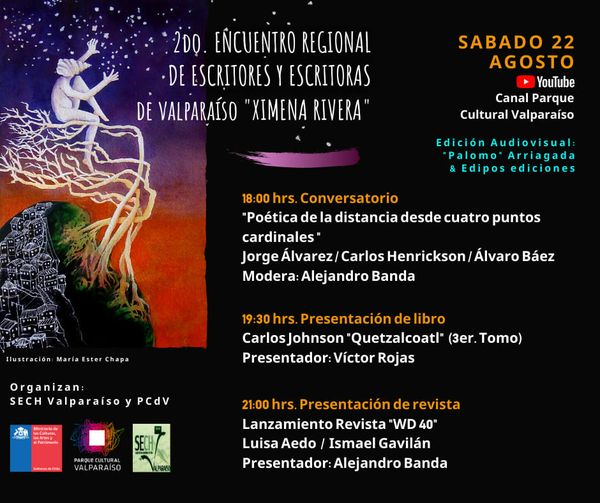 2do. ENCUENTRO REGIONAL
DE ESCRITORES Y ESCRITORAS
DE VALPARAÍSO "XIMENA RIVERA"
SABADO 22
AGOSTO
YouTube
Canal Parque
Cultural Valparaíso
Edición Audiovisual:
"Palomo" Arriagada
& Edipos ediciones
18:00 hrs. Conversatorio
"Poética de la distancia desde cuatro puntos
cardinales "
Jorge Álvarez / Carlos Henrickson / Álvaro Báez
Modera: Alejandro Banda
19:30 hrs. Presentación de libro
Carlos Johnson "Quetzalcoatl" (3er. Tomo)
Presentador: Víctor Rojas
21:00 hrs. Presentación de revista
Lanzamiento Revista "WD 40"
Luisa Aedo / Ismael Gavilán
Presentador: Alejandro Banda
Ilustración: María Ester Chapa
Organizan:
SECH Valparaíso y PCdV
Ministerio de
las Culturas,
las Artes y
el Patrimonio
Gobierno de Chile
PARQUE CULTURAL
VALPARAÍSO
SECH
VALPARAISO